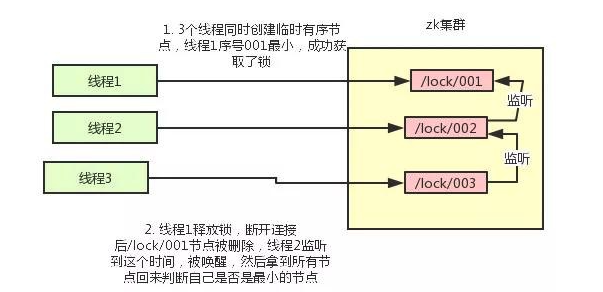 1. 3个线程同时创建临时有序节
点，线程1序号001最小，成功获
取了锁
zk集群
线程1
/lock/001
监听
线程2
/lock/002
监听
线程3
/lock/003
2. 线程1释放锁，断开连接
后/lock/001节点被删除，线程2监听
到这个时间，被唤醒，然后拿到所有节
点回来判断自己是否是最小的节点